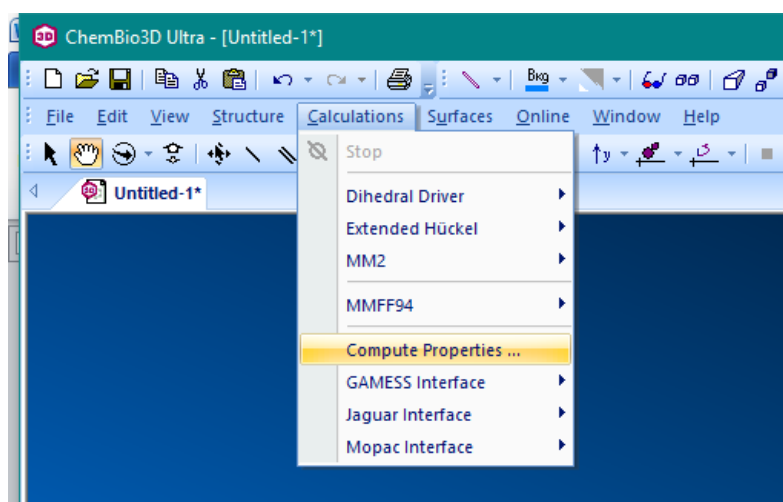 ChemBio3D Ultra - [Untitled-1*]
Bkg
File Edit View Structure Calculations Surfaces Online Window Help
Stop
Untitled-1*
Dihedral Driver
Extended Hückel
MM2
MMFF94
Compute Properties ...
GAMESS Interface
Jaguar Interface
Mopac Interface